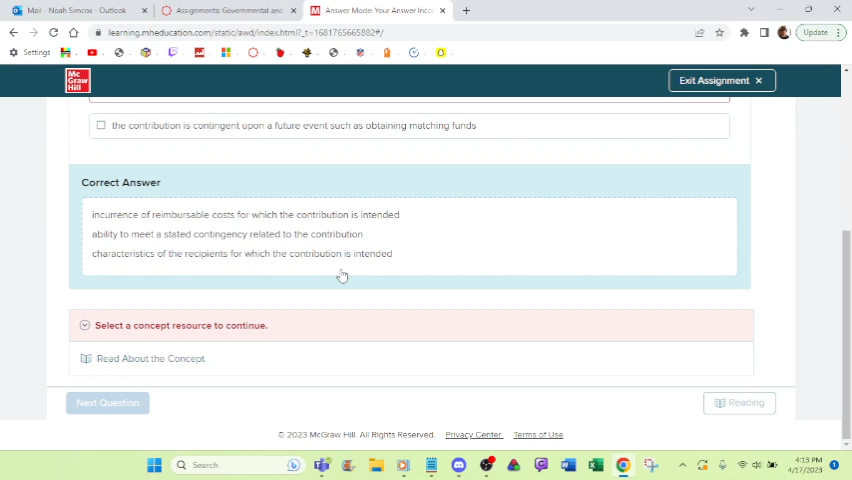 Mail - Noah Simcox - Outlook
Assignments: Governmental and
Answer Mode: Your Answer Inco
learning.mheducation.com/static/awd/index.html?_t=1681765665882#/
Update
Settings
Mc
Graw
Hill
Exit Assignment
the contribution is contingent upon a future event such as obtaining matching funds
Correct Answer
incurrence of reimbursable costs for which the contribution is intended
ability to meet a stated contingency related to the contribution
characteristics of the recipients for which the contribution is intended
Select a concept resource to continue.
Read About the Concept
Next Question
Reading
© 2023 McGraw Hill. All Rights Reserved.
Privacy Center
Terms of Use
Search
4:13 PM
4/17/2023